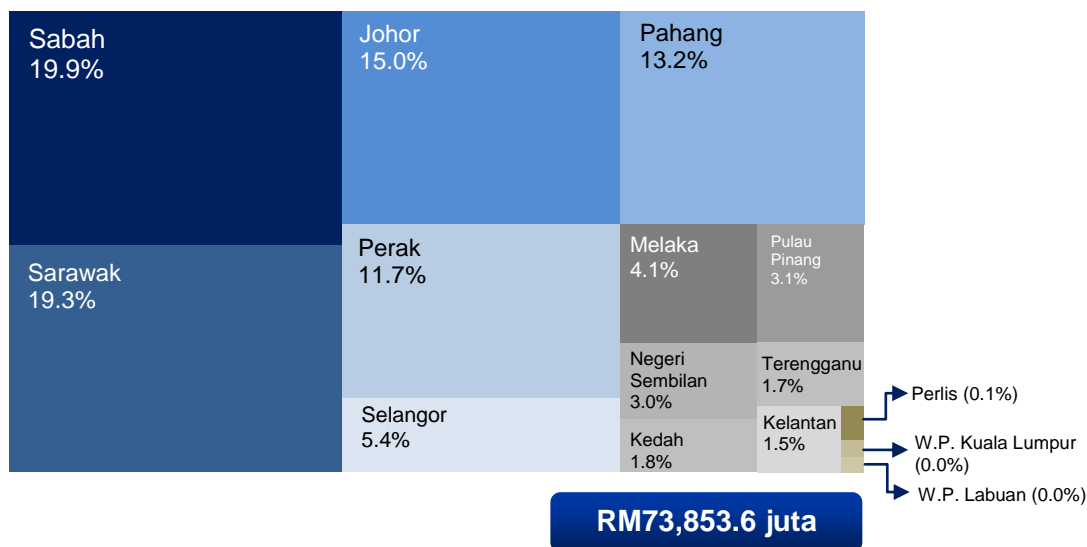 Sabah
19.9%
Johor
15.0%
Pahang
13.2%
Sarawak
19.3%
Perak
11.7%
Melaka
4.1%
Pulau
Pinang
3.1%
Negeri
Sembilan
3.0%
Terengganu
1.7%
Selangor
5.4%
Kedah
1.8%
Kelantan
1.5%
Perlis (0.1%)
W.P. Kuala Lumpur
(0.0%)
W.P. Labuan (0.0%)
RM73,853.6 juta